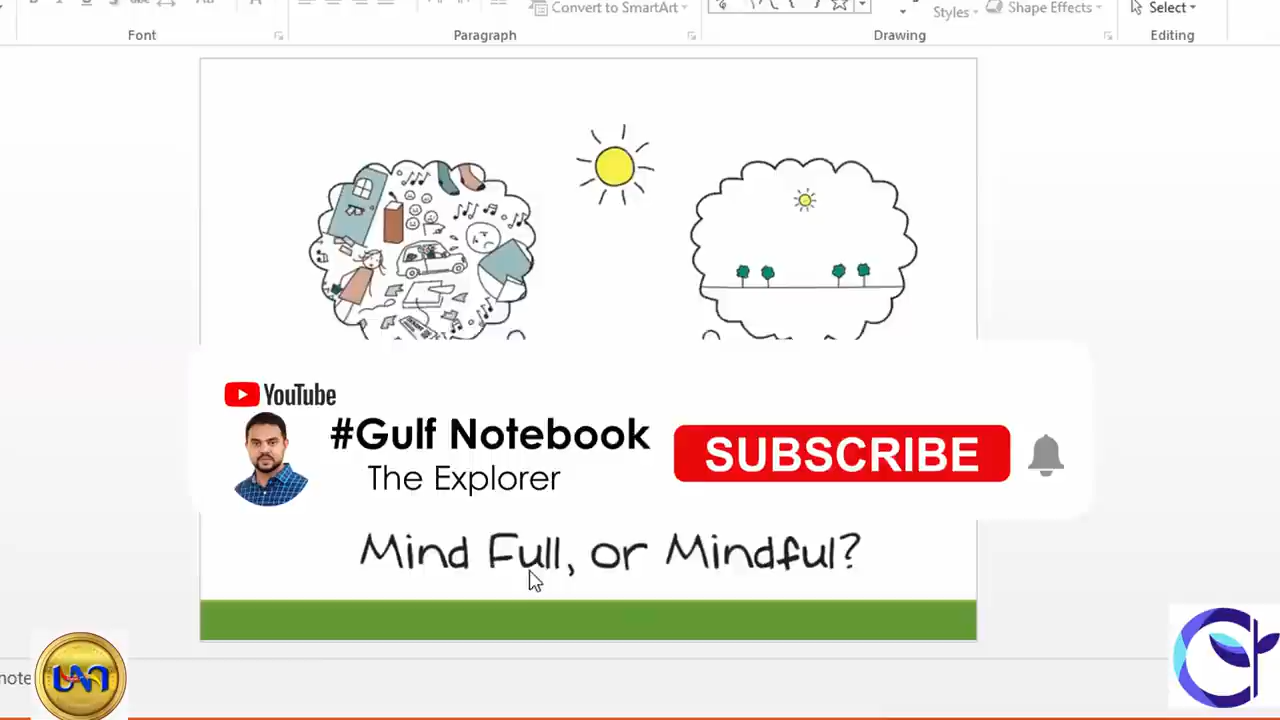 Convert to SmartArt
Styles
Shape Effects
Select
Font
Paragraph
Drawing
Editing
YouTube
#Gulf Notebook
The Explorer
SUBSCRIBE
Mind Full, or Mindful?